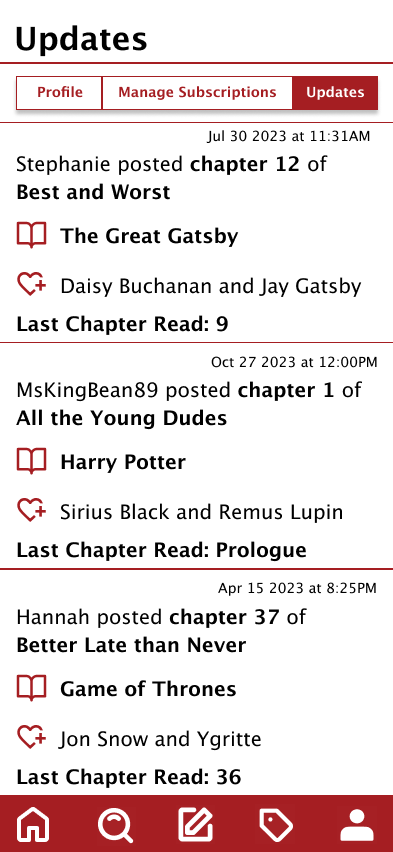 Updates
Profile Manage Subscriptions Updates
Jul 30 2023 at 11:31AM
Stephanie posted chapter 12 of
Best and Worst
The Great Gatsby
Daisy Buchanan and Jay Gatsby
Last Chapter Read: 9
Oct 27 2023 at 12:00PM
MsKingBean89 posted chapter 1 of
All the Young Dudes
Harry Potter
Sirius Black and Remus Lupin
Last Chapter Read: Prologue
Apr 15 2023 at 8:25PM
Hannah posted chapter 37 of
Better Late than Never
Game of Thrones
Jon Snow and Ygritte
Last Chapter Read: 36